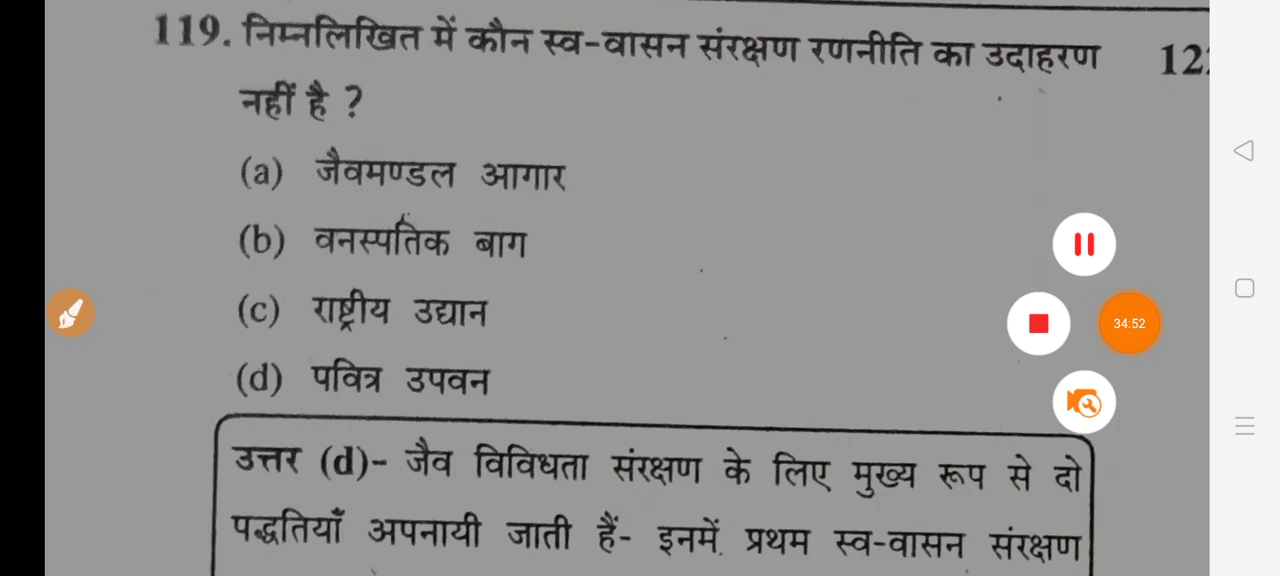 119. निम्नलिखित में कौन स्व-वासन संरक्षण रणनीति का उदाहरण
नहीं है ?
(a) जैवमण्डल आगार
(b) वनस्पतिक बाग
(c) राष्ट्रीय उद्यान
(d) पवित्र उपवन
उत्तर (d)- जैव विविधता संरक्षण के लिए मुख्य रूप से दो
पद्धतियाँ अपनायी जाती हैं- इनमें प्रथम स्व-वासन संरक्षण
12
34:52